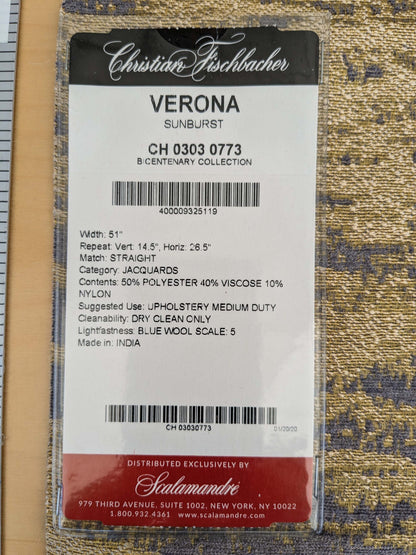 Christian Fischbacher
VERONA
SUNBURST
CH 0303 0773
BICENTENARY COLLECTION
400009325119
Width: 51"
Repeat: Vert: 14.5", Horiz: 26.5"
Match: STRAIGHT
Category: JACQUARDS
Contents: 50% POLYESTER 40% VISCOSE 10%
NYLON
Suggested Use: UPHOLSTERY MEDIUM DUTY
Cleanability: DRY CLEAN ONLY
Lightfastness: BLUE WOOL SCALE: 5
Made in: INDIA
CH 03030773
01/20/20
DISTRIBUTED EXCLUSIVELY BY
Scalamandré
979 THIRD AVENUE, SUITE 1002, NEW YORK, NY 10022
1.800.932.4361 www.scalamandre.com